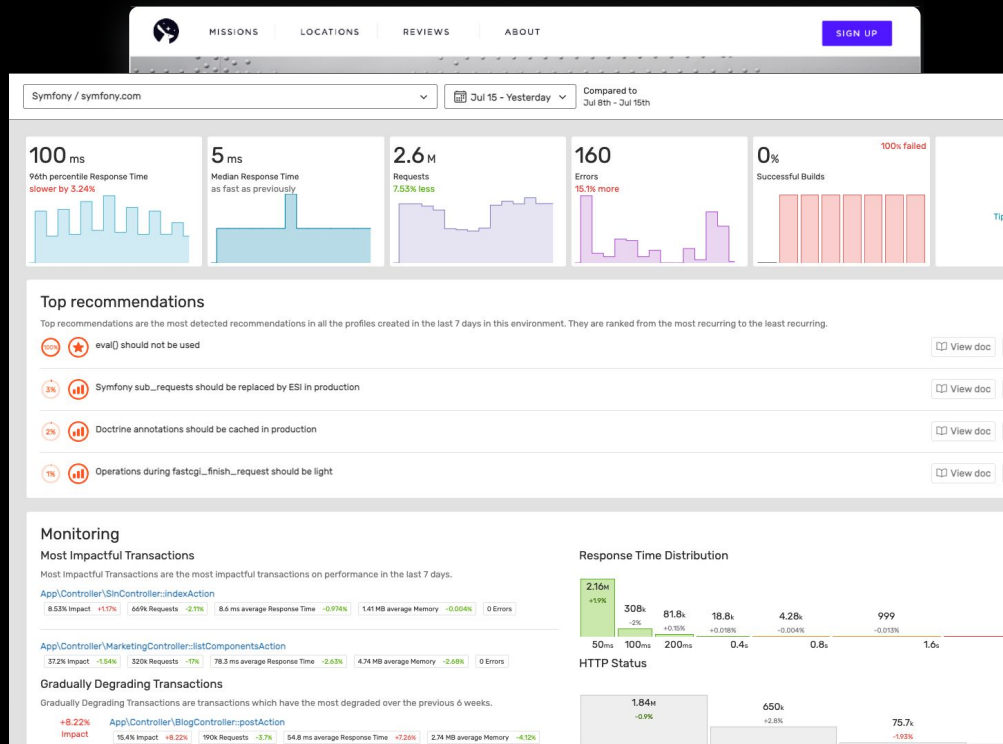 MISSIONS LOCATIONS REVIEWS ABOUT SIGN UP
Symfony / symfony.com
Jul 15 - Yesterday
Compared to
Jul 8th - Jul 15th
100 ms
96th percentile Response Time
slower by 3.24%
5 ms
Median Response Time
as fast as previously
2.6 M
Requests
7.53% less
160
Errors
15.1% more
0%
100% failed
Successful Builds
Top recommendations
Top recommendations are the most detected recommendations in all the profiles created in the last 7 days in this environment. They are ranked from the most recurring to the least recurring.
100% eval() should not be used View doc
3% Symfony sub_requests should be replaced by ESI in production View doc
2% Doctrine annotations should be cached in production View doc
1% Operations during fastcgi_finish_request should be light View doc
Monitoring
Most Impactful Transactions
Most Impactful Transactions are the most impactful transactions on performance in the last 7 days.
App\Controller\SlnController::indexAction
8.53% Impact +1.17% 669k Requests -2.11% 8.6 ms average Response Time -0.974% 1.41 MB average Memory -0.004% 0 Errors
App\Controller\MarketingController::listComponentsAction
37.2% Impact -1.54% 320k Requests -17% 78.3 ms average Response Time -2.63% 4.74 MB average Memory -2.68% 0 Errors
Gradually Degrading Transactions
Gradually Degrading Transactions are transactions which have the most degraded over the previous 6 weeks.
+8.22%
Impact
App\Controller\BlogController::postAction
15.4% Impact +8.22% 190k Requests -3.7% 54.8 ms average Response Time +7.26% 2.74 MB average Memory -4.12%
Response Time Distribution
2.16M
+1.9%
308k
-2%
81.8k
+0.15%
18.8k
+0.018%
4.28k
-0.004%
999
-0.013%
50ms 100ms 200ms 0.4s 0.8s 1.6s
HTTP Status
1.84M
-0.9%
650k
+2.8%
75.7k
-1.93%